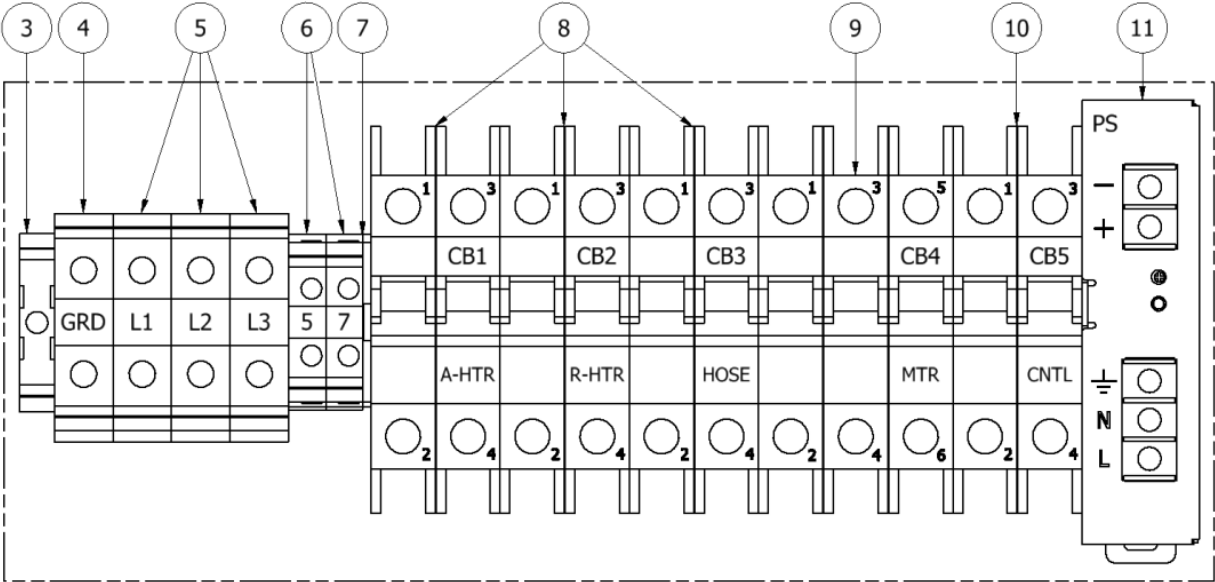 3 4 5 6 7 8 9 10 11
PS
1 3 1 3 1 3 1 3 5 1 3
−
+
CB1 CB2 CB3 CB4 CB5
GRD L1 L2 L3 5 7
A-HTR R-HTR HOSE MTR CNTL
N
2 4 2 4 2 4 2 4 6 2 4
L